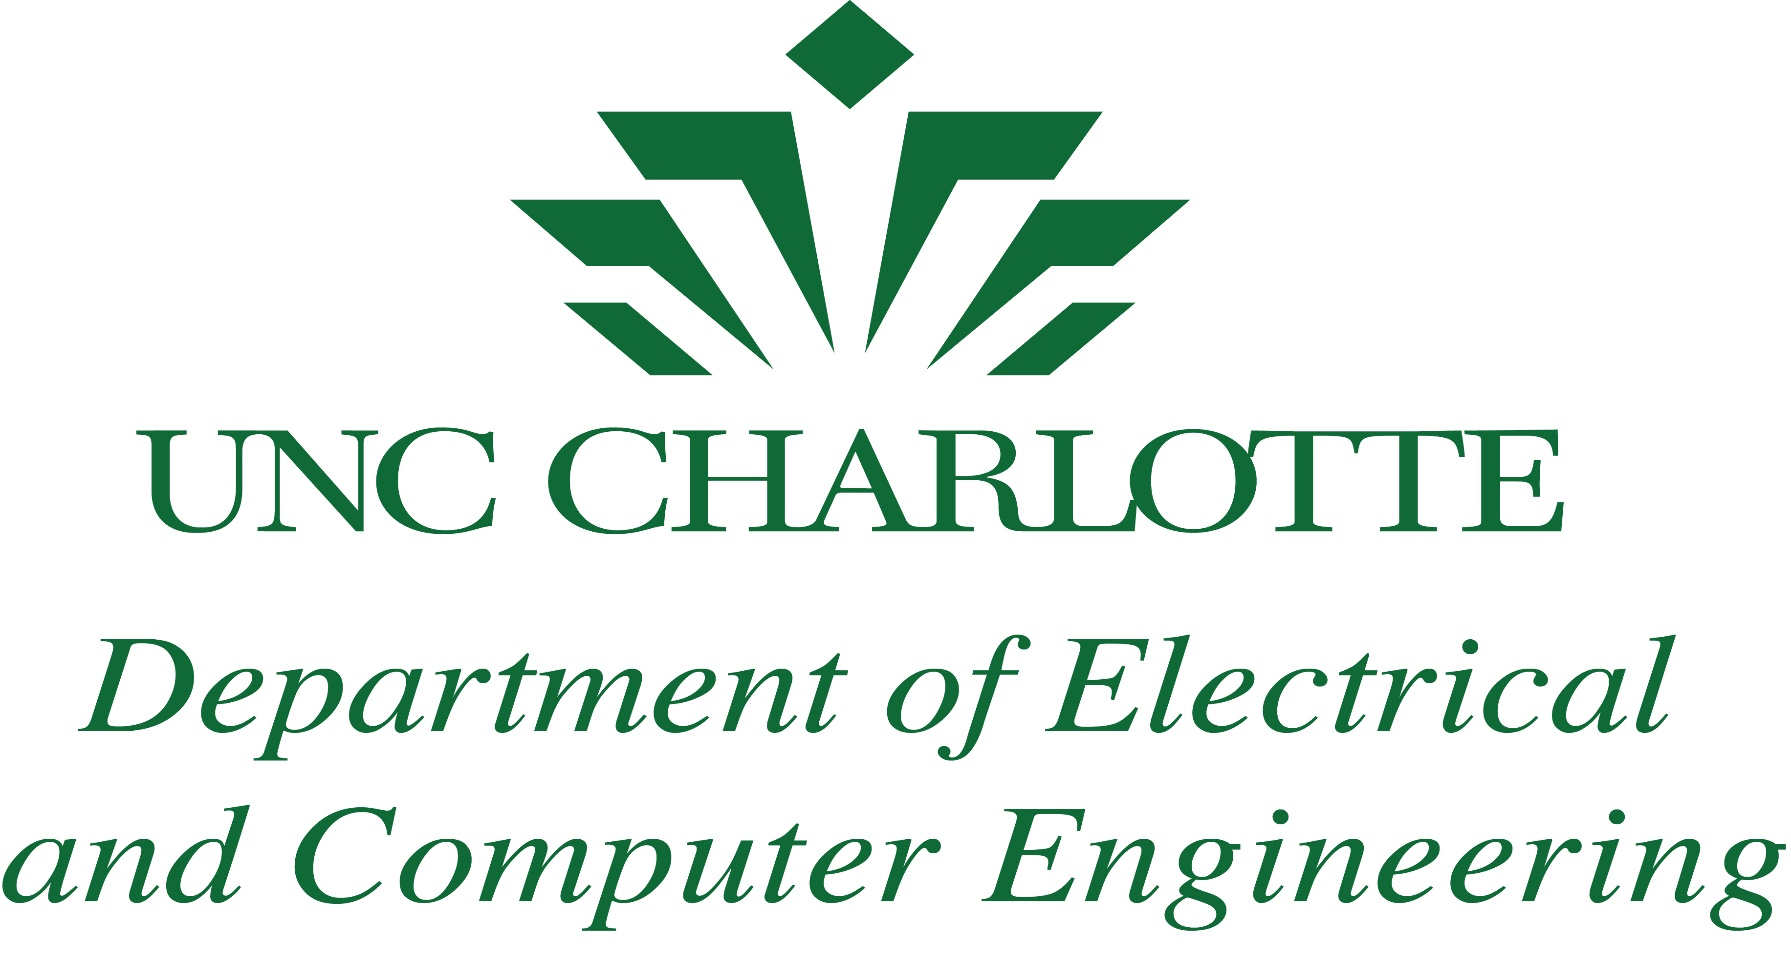 UNC CHARLOTTE
Department of Electrical
and Computer Engineering